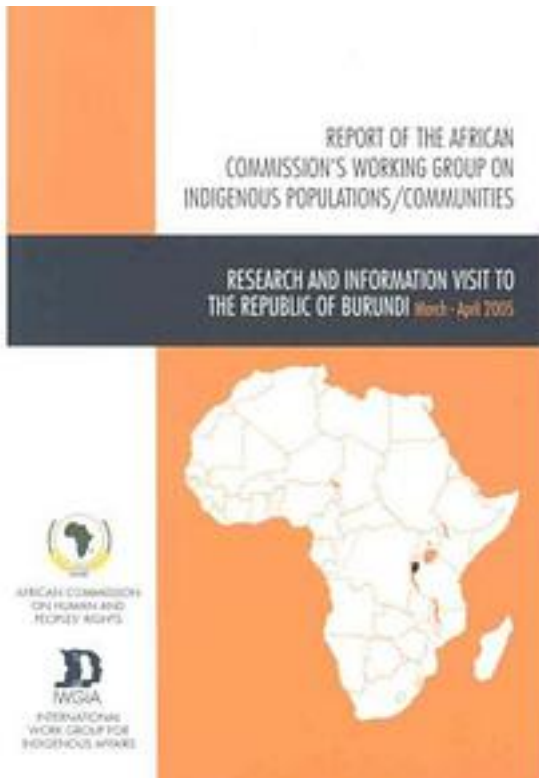 REPORT OF THE AFRICAN
COMMISSION'S WORKING GROUP ON
INDIGENOUS POPULATIONS/COMMUNITIES
RESEARCH AND INFORMATION VISIT TO
THE REPUBLIC OF BURUNDI March - April 2005
AFRICAN COMMISSION
ON HUMAN AND
PEOPLES' RIGHTS
IWGIA
INTERNATIONAL
WORK GROUP FOR
INDIGENOUS AFFAIRS